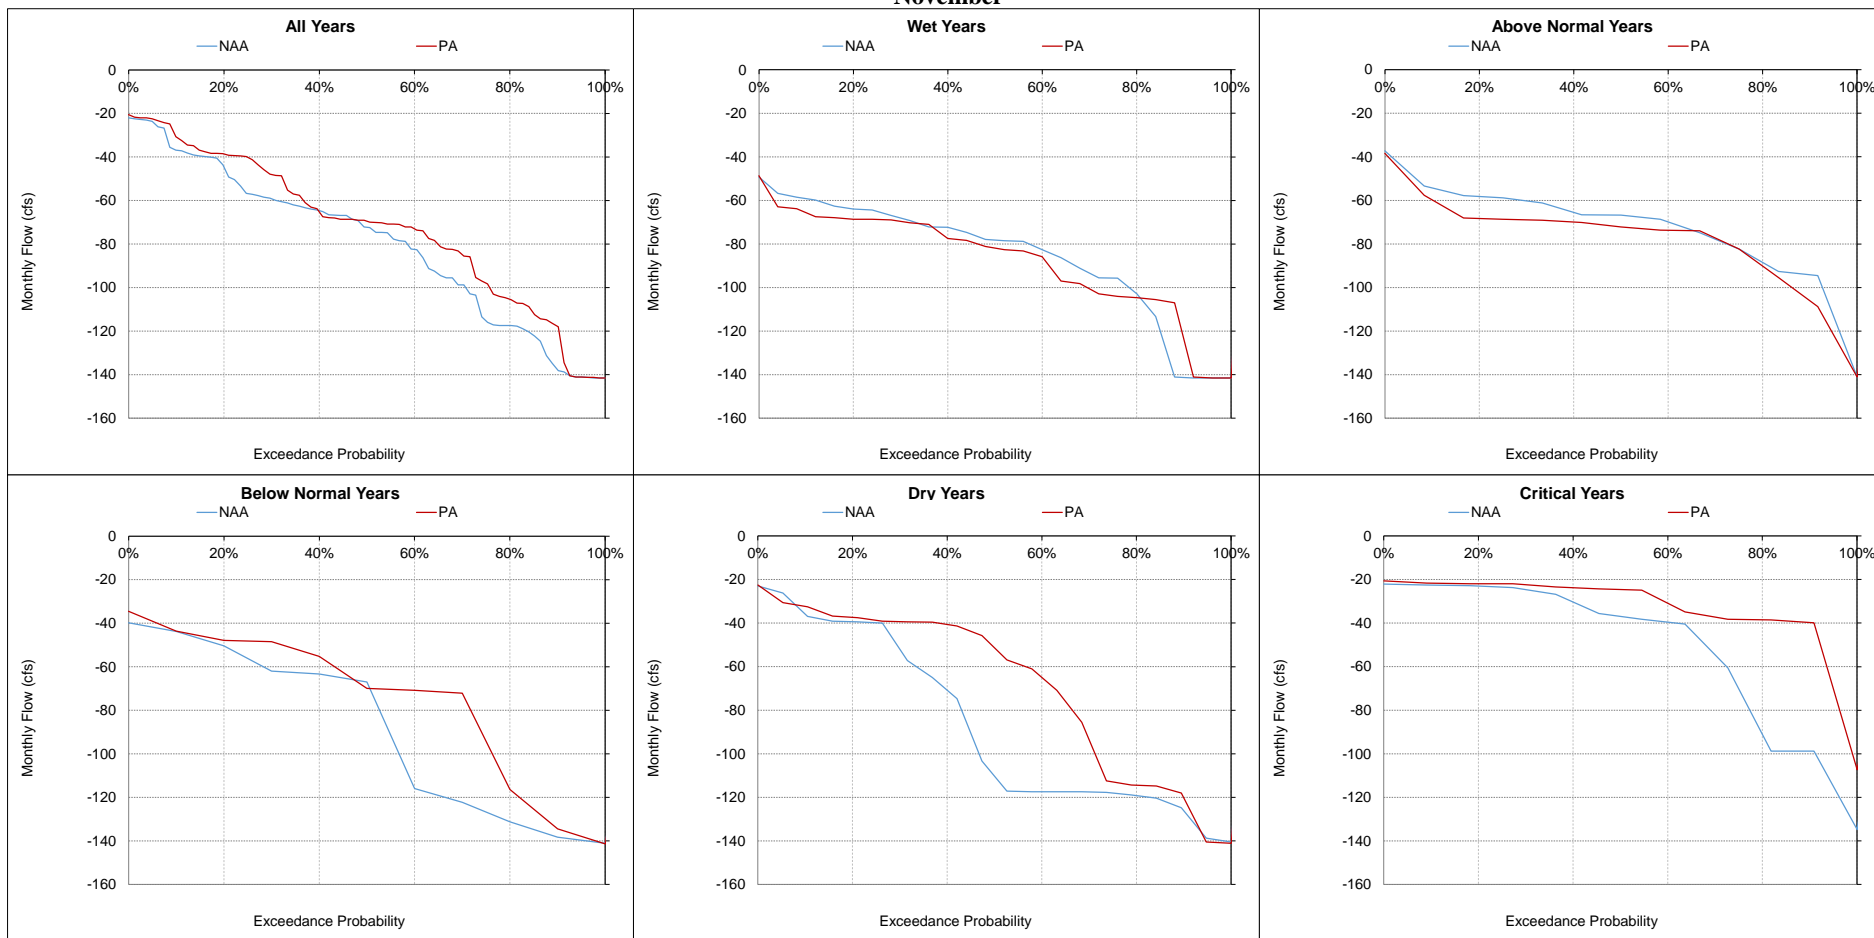 November
All Years
NAA PA
0
-20
-40
-60
-80
-100
-120
-140
-160
0% 20% 40% 60% 80% 100%
Monthly Flow (cfs)
Exceedance Probability
Wet Years
NAA PA
0
-20
-40
-60
-80
-100
-120
-140
-160
0% 20% 40% 60% 80% 100%
Monthly Flow (cfs)
Exceedance Probability
Above Normal Years
NAA PA
0
-20
-40
-60
-80
-100
-120
-140
-160
0% 20% 40% 60% 80% 100%
Monthly Flow (cfs)
Exceedance Probability
Below Normal Years
NAA PA
0
-20
-40
-60
-80
-100
-120
-140
-160
0% 20% 40% 60% 80% 100%
Monthly Flow (cfs)
Exceedance Probability
Dry Years
NAA PA
0
-20
-40
-60
-80
-100
-120
-140
-160
0% 20% 40% 60% 80% 100%
Monthly Flow (cfs)
Exceedance Probability
Critical Years
NAA PA
0
-20
-40
-60
-80
-100
-120
-140
-160
0% 20% 40% 60% 80% 100%
Monthly Flow (cfs)
Exceedance Probability